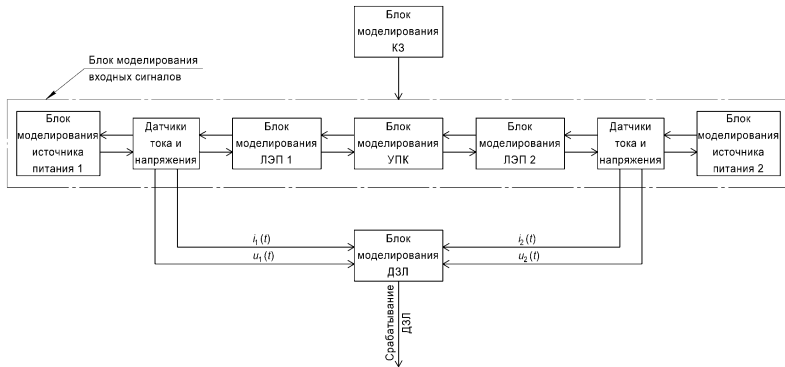 Блок
моделирования
КЗ
Блок моделирования
входных сигналов
Блок
моделирования
источника
питания 1
Датчики
тока и
напряжения
Блок
моделирования
ЛЭП 1
Блок
моделирования
УПК
Блок
моделирования
ЛЭП 2
Датчики
тока и
напряжения
Блок
моделирования
источника
питания 2
i₁(t)
u₁(t)
Блок
моделирования
ДЗЛ
i₂(t)
u₂(t)
Срабатывание
ДЗЛ